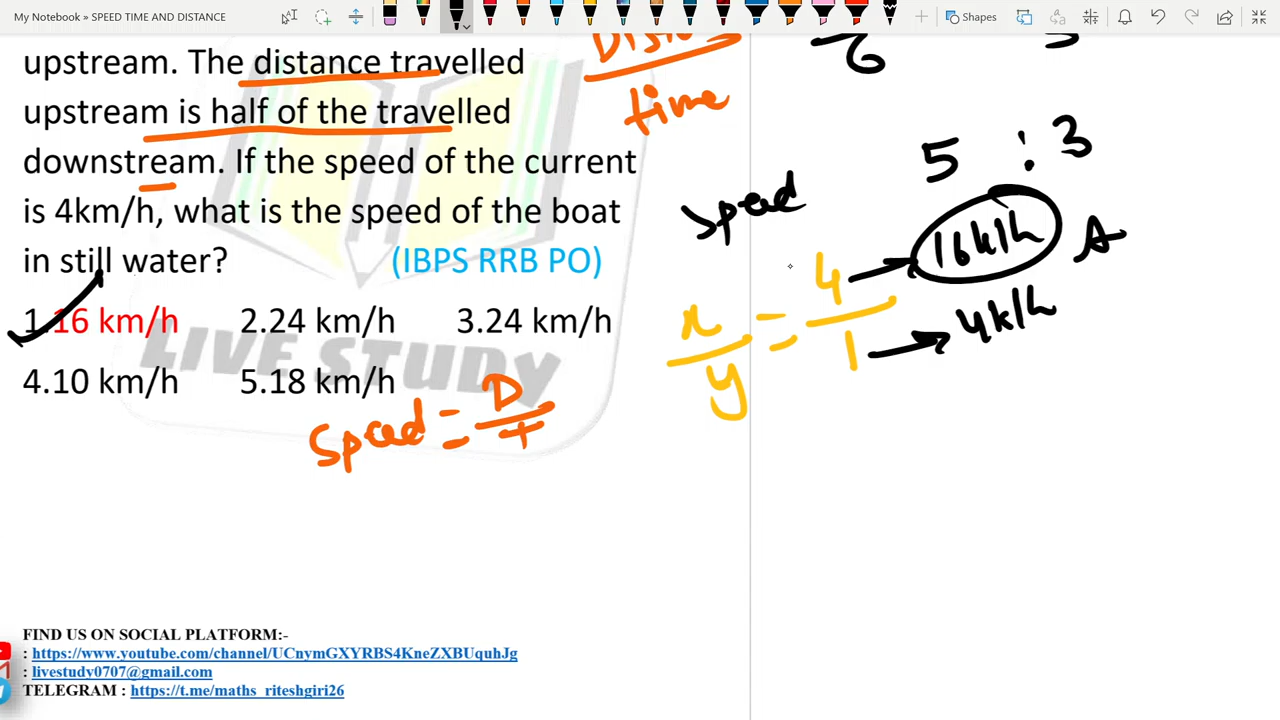 My Notebook » SPEED TIME AND DISTANCE
Shapes
upstream. The distance travelled
upstream is half of the travelled
downstream. If the speed of the current
is 4km/h, what is the speed of the boat
in still water? (IBPS RRB PO)
1.16 km/h 2.24 km/h 3.24 km/h
4.10 km/h 5.18 km/h
LIVE STUDY
Speed = D/T
time
5 : 3
Speed
16k/h A
x/y = 4/1
4k/h
FIND US ON SOCIAL PLATFORM:-
: https://www.youtube.com/channel/UCnymGXYRBS4KneZXBUquhJg
: livestudy0707@gmail.com
TELEGRAM : https://t.me/maths_riteshgiri26